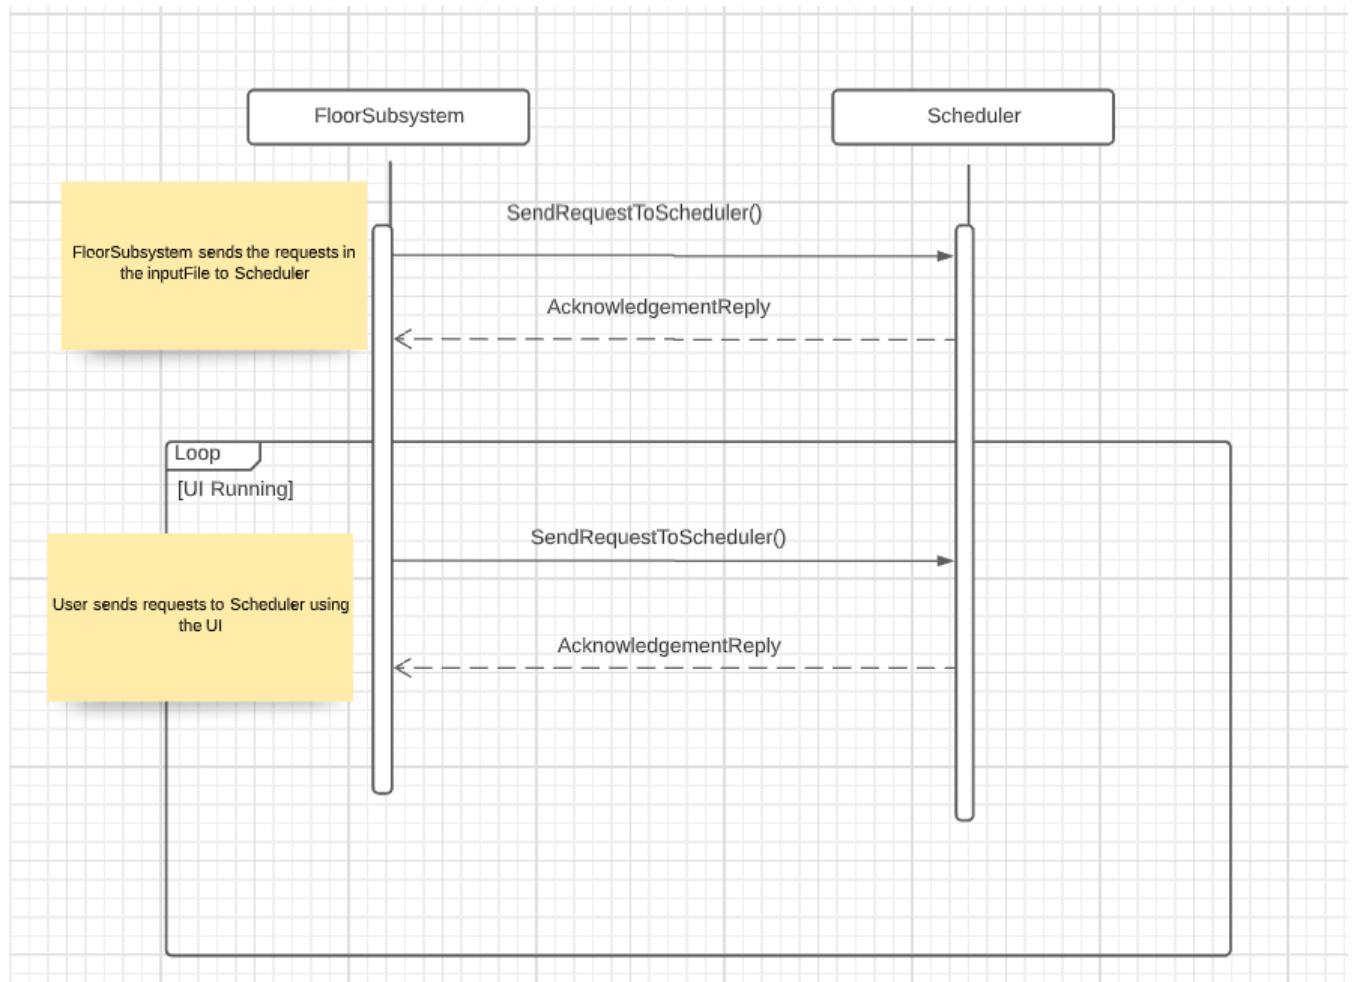 FloorSubsystem
Scheduler
SendRequestToScheduler()
FloorSubsystem sends the requests in
the inputFile to Scheduler
AcknowledgementReply
Loop
[UI Running]
SendRequestToScheduler()
User sends requests to Scheduler using
the UI
AcknowledgementReply